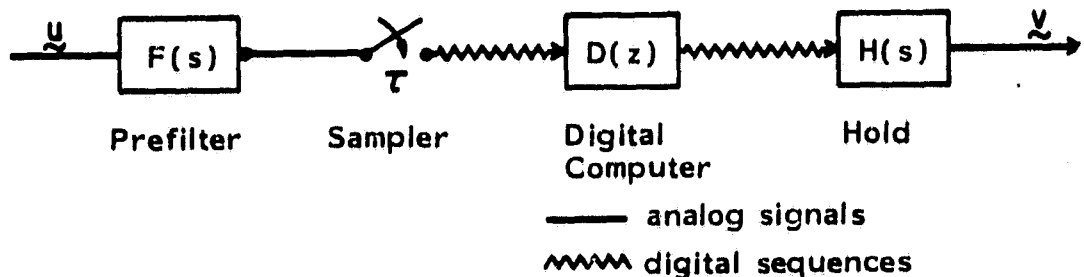 u v
F(s) D(z) H(s)
τ
Prefilter Sampler Digital Computer Hold
analog signals
digital sequences